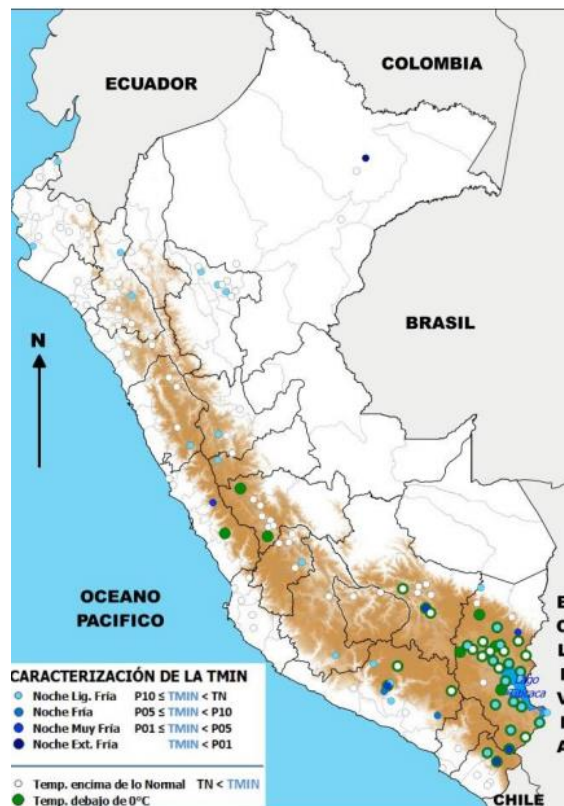 COLOMBIA
ECUADOR
BRASIL
N
OCEANO
PACIFICO
BOLIVIA
Lago
Titicaca
CARACTERIZACIÓN DE LA TMIN
Noche Lig. Fría P10 ≤ TMIN < TN
Noche Fría P05 ≤ TMIN < P10
Noche Muy Fría P01 ≤ TMIN < P05
Noche Ext. Fría TMIN < P01
Temp. encima de lo Normal TN < TMIN
Temp. debajo de 0°C
CHILE